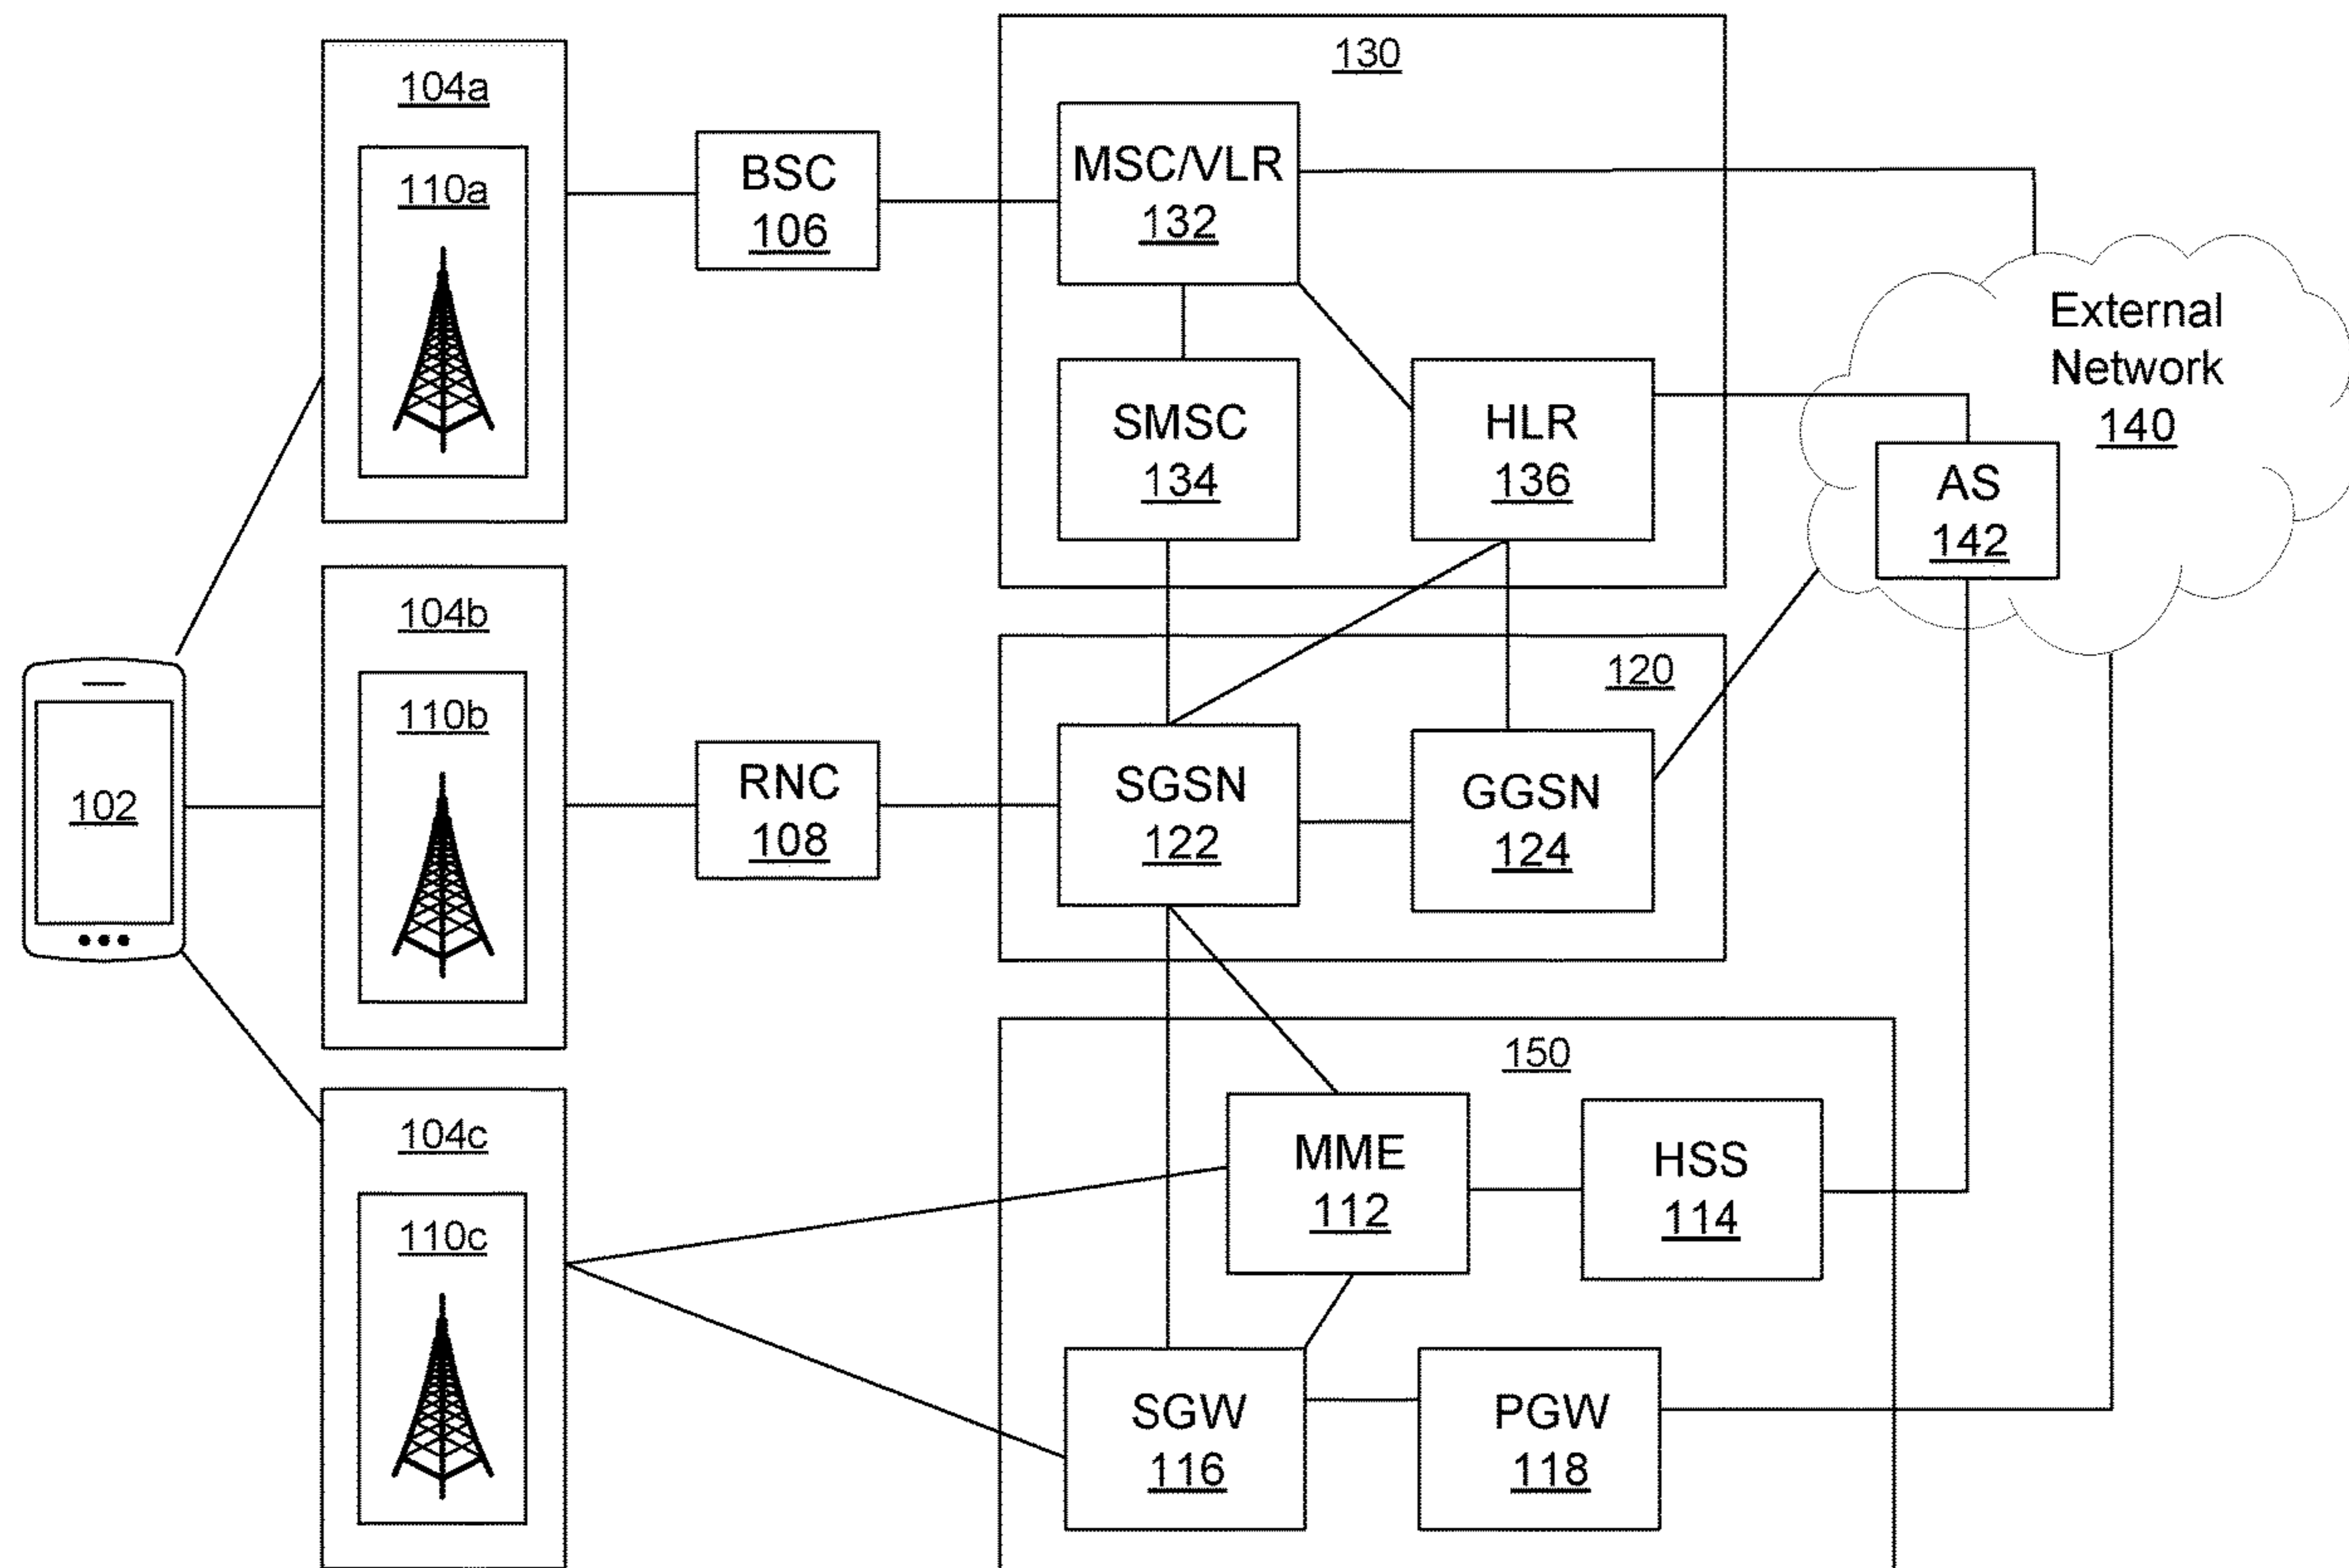 104a
110a
BSC
106
130
MSC/VLR
132
SMSC
134
HLR
136
External
Network
140
AS
142
102
104b
110b
RNC
108
120
SGSN
122
GGSN
124
104c
110c
150
MME
112
HSS
114
SGW
116
PGW
118